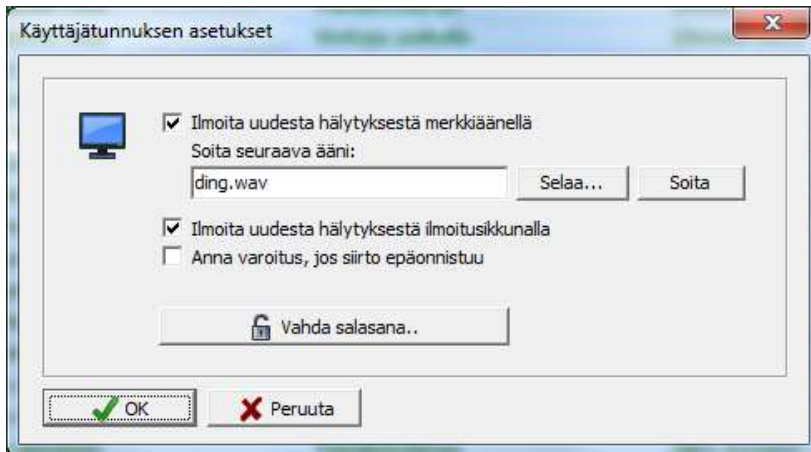 Käyttäjätunnuksen asetukset
Ilmoita uudesta hälytyksestä merkkiäänellä
Soita seuraava ääni:
ding.wav Selaa... Soita
Ilmoita uudesta hälytyksestä ilmoitusikkunalla
Anna varoitus, jos siirto epäonnistuu
Vahda salasana..
OK Peruuta